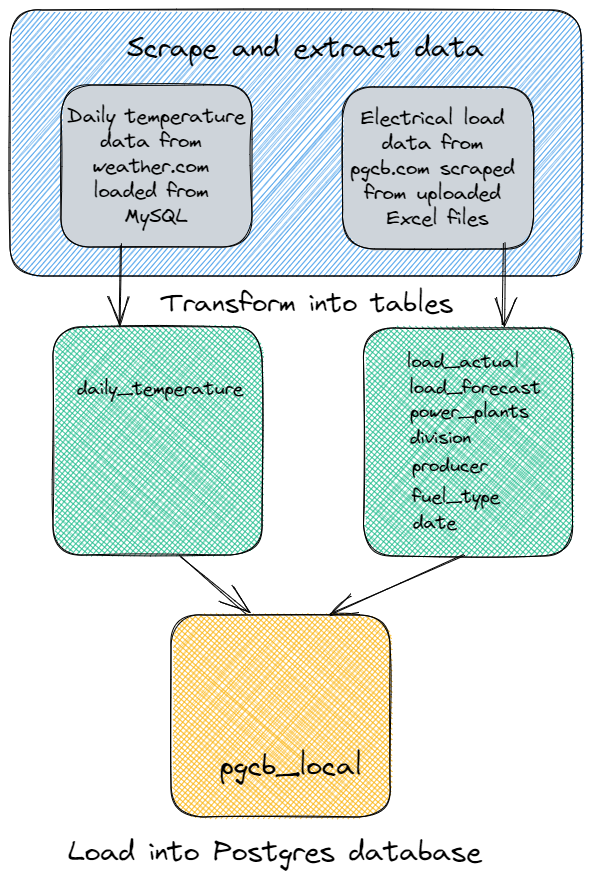 Scrape and extract data
Daily temperature
data from
weather.com
loaded from
MySQL
Electrical load
data from
pgcb.com scraped
from uploaded
Excel files
Transform into tables
daily_temperature
load_actual
load_forecast
power_plants
division
producer
fuel_type
date
pgcb_local
Load into Postgres database